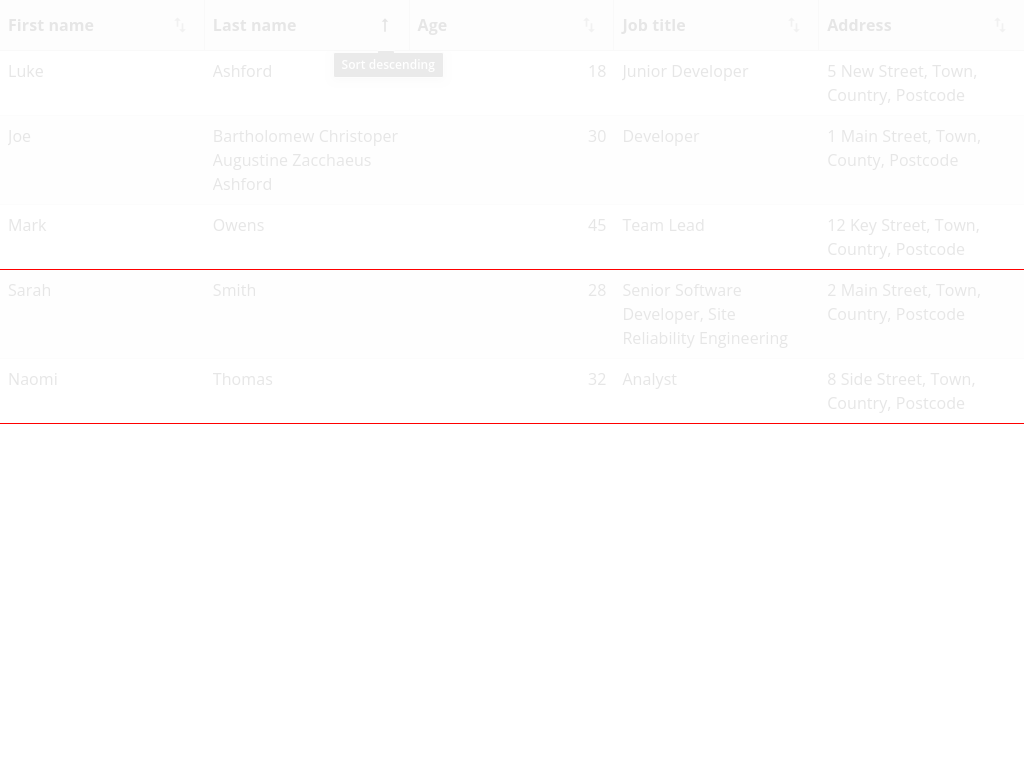 First name Last name Age Job title Address
Sort descending
Luke Ashford 18 Junior Developer 5 New Street, Town,
Country, Postcode
Joe Bartholomew Christoper 30 Developer 1 Main Street, Town,
Augustine Zacchaeus County, Postcode
Ashford
Mark Owens 45 Team Lead 12 Key Street, Town,
Country, Postcode
Sarah Smith 28 Senior Software 2 Main Street, Town,
Developer, Site Country, Postcode
Reliability Engineering
Naomi Thomas 32 Analyst 8 Side Street, Town,
Country, Postcode